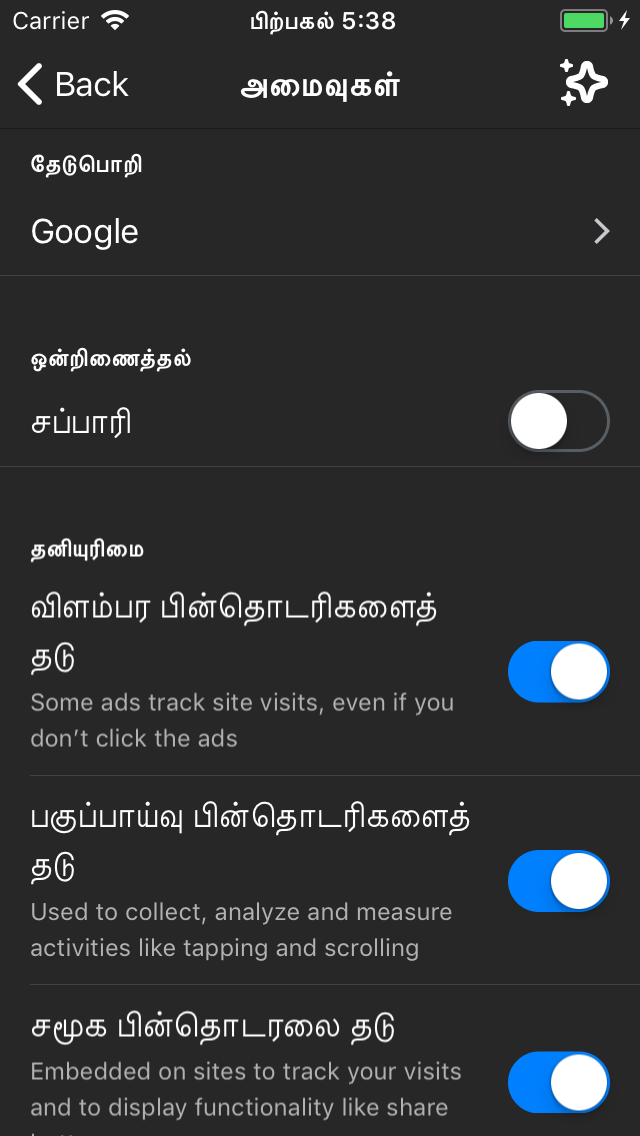 Carrier பிற்பகல் 5:38
Back அமைவுகள்
தேடுபொறி
Google
ஒன்றிணைத்தல்
சப்பாரி
தனியுரிமை
விளம்பர பின்தொடரிகளைத்
தடு
Some ads track site visits, even if you
don’t click the ads
பகுப்பாய்வு பின்தொடரிகளைத்
தடு
Used to collect, analyze and measure
activities like tapping and scrolling
சமூக பின்தொடரலை தடு
Embedded on sites to track your visits
and to display functionality like share